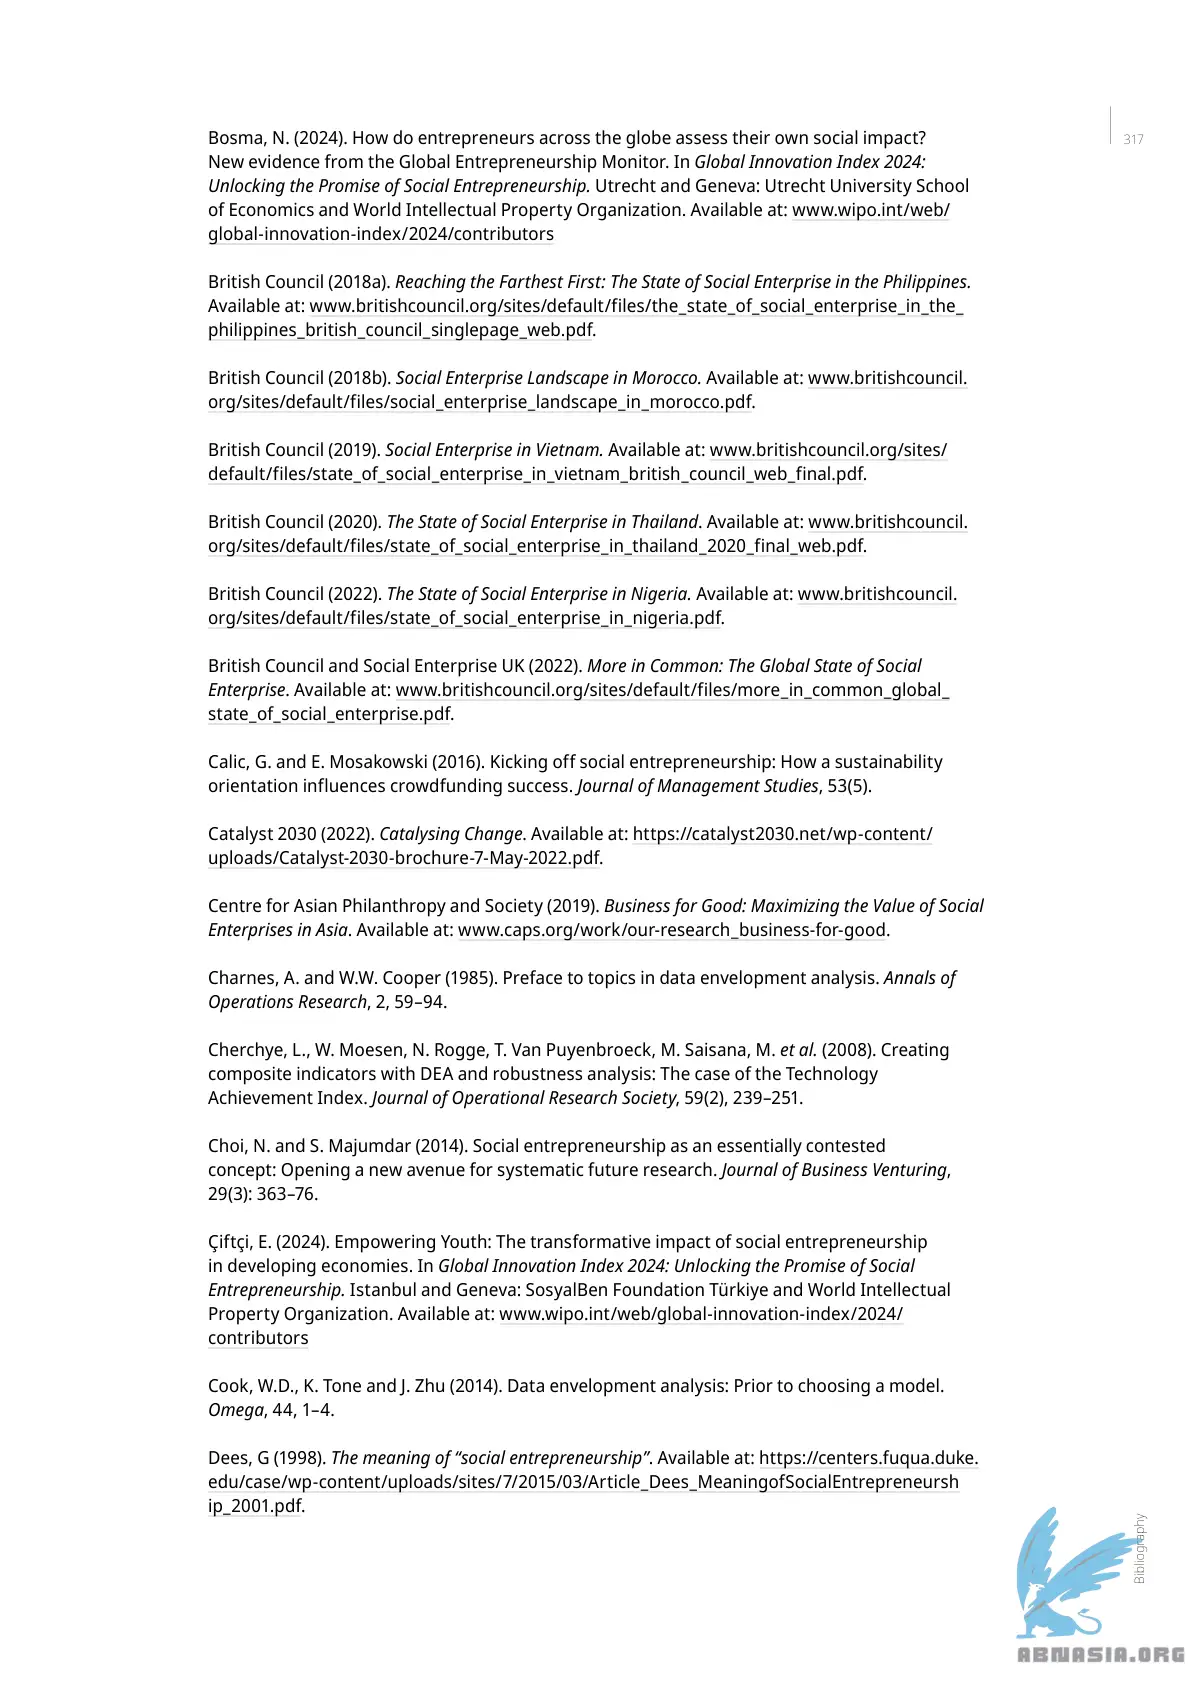 317
Bosma, N. (2024). How do entrepreneurs across the globe assess their own social impact?
New evidence from the Global Entrepreneurship Monitor. In Global Innovation Index 2024:
Unlocking the Promise of Social Entrepreneurship. Utrecht and Geneva: Utrecht University School
of Economics and World Intellectual Property Organization. Available at: www.wipo.int/web/
global-innovation-index/2024/contributors
British Council (2018a). Reaching the Farthest First: The State of Social Enterprise in the Philippines.
Available at: www.britishcouncil.org/sites/default/files/the_state_of_social_enterprise_in_the_
philippines_british_council_singlepage_web.pdf.
British Council (2018b). Social Enterprise Landscape in Morocco. Available at: www.britishcouncil.
org/sites/default/files/social_enterprise_landscape_in_morocco.pdf.
British Council (2019). Social Enterprise in Vietnam. Available at: www.britishcouncil.org/sites/
default/files/state_of_social_enterprise_in_vietnam_british_council_web_final.pdf.
British Council (2020). The State of Social Enterprise in Thailand. Available at: www.britishcouncil.
org/sites/default/files/state_of_social_enterprise_in_thailand_2020_final_web.pdf.
British Council (2022). The State of Social Enterprise in Nigeria. Available at: www.britishcouncil.
org/sites/default/files/state_of_social_enterprise_in_nigeria.pdf.
British Council and Social Enterprise UK (2022). More in Common: The Global State of Social
Enterprise. Available at: www.britishcouncil.org/sites/default/files/more_in_common_global_
state_of_social_enterprise.pdf.
Calic, G. and E. Mosakowski (2016). Kicking off social entrepreneurship: How a sustainability
orientation influences crowdfunding success. Journal of Management Studies, 53(5).
Catalyst 2030 (2022). Catalysing Change. Available at: https://catalyst2030.net/wp-content/
uploads/Catalyst-2030-brochure-7-May-2022.pdf.
Centre for Asian Philanthropy and Society (2019). Business for Good: Maximizing the Value of Social
Enterprises in Asia. Available at: www.caps.org/work/our-research_business-for-good.
Charnes, A. and W.W. Cooper (1985). Preface to topics in data envelopment analysis. Annals of
Operations Research, 2, 59–94.
Cherchye, L., W. Moesen, N. Rogge, T. Van Puyenbroeck, M. Saisana, M. et al. (2008). Creating
composite indicators with DEA and robustness analysis: The case of the Technology
Achievement Index. Journal of Operational Research Society, 59(2), 239–251.
Choi, N. and S. Majumdar (2014). Social entrepreneurship as an essentially contested
concept: Opening a new avenue for systematic future research. Journal of Business Venturing,
29(3): 363–76.
Çiftçi, E. (2024). Empowering Youth: The transformative impact of social entrepreneurship
in developing economies. In Global Innovation Index 2024: Unlocking the Promise of Social
Entrepreneurship. Istanbul and Geneva: SosyalBen Foundation Türkiye and World Intellectual
Property Organization. Available at: www.wipo.int/web/global-innovation-index/2024/
contributors
Cook, W.D., K. Tone and J. Zhu (2014). Data envelopment analysis: Prior to choosing a model.
Omega, 44, 1–4.
Dees, G (1998). The meaning of “social entrepreneurship”. Available at: https://centers.fuqua.duke.
edu/case/wp-content/uploads/sites/7/2015/03/Article_Dees_MeaningofSocialEntrepreneursh
ip_2001.pdf.
Bibliography
ABNASIA.ORG